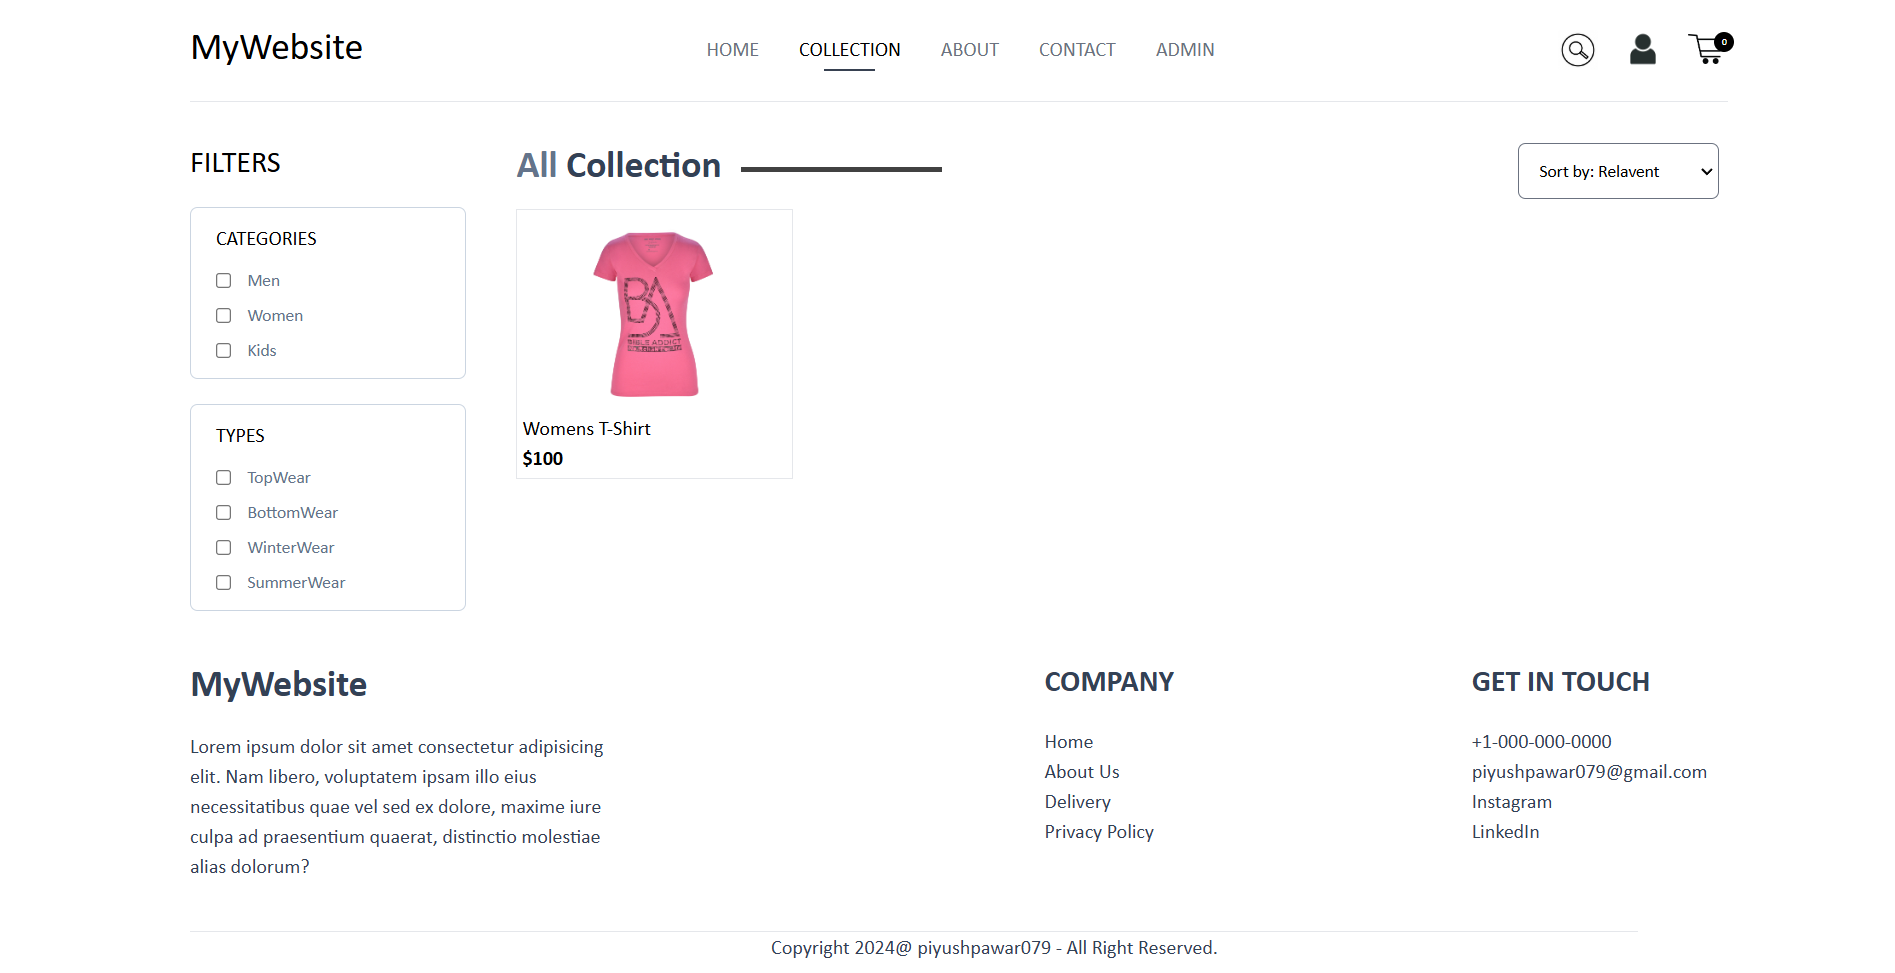 MyWebsite
HOME COLLECTION ABOUT CONTACT ADMIN
0
FILTERS
CATEGORIES
Men
Women
Kids
TYPES
TopWear
BottomWear
WinterWear
SummerWear
All Collection
Sort by: Relavent
BA
BIBLE ADDICT
Womens T-Shirt
$100
MyWebsite
Lorem ipsum dolor sit amet consectetur adipisicing
elit. Nam libero, voluptatem ipsam illo eius
necessitatibus quae vel sed ex dolore, maxime iure
culpa ad praesentium quaerat, distinctio molestiae
alias dolorum?
COMPANY
Home
About Us
Delivery
Privacy Policy
GET IN TOUCH
+1-000-000-0000
piyushpawar079@gmail.com
Instagram
LinkedIn
Copyright 2024@ piyushpawar079 - All Right Reserved.